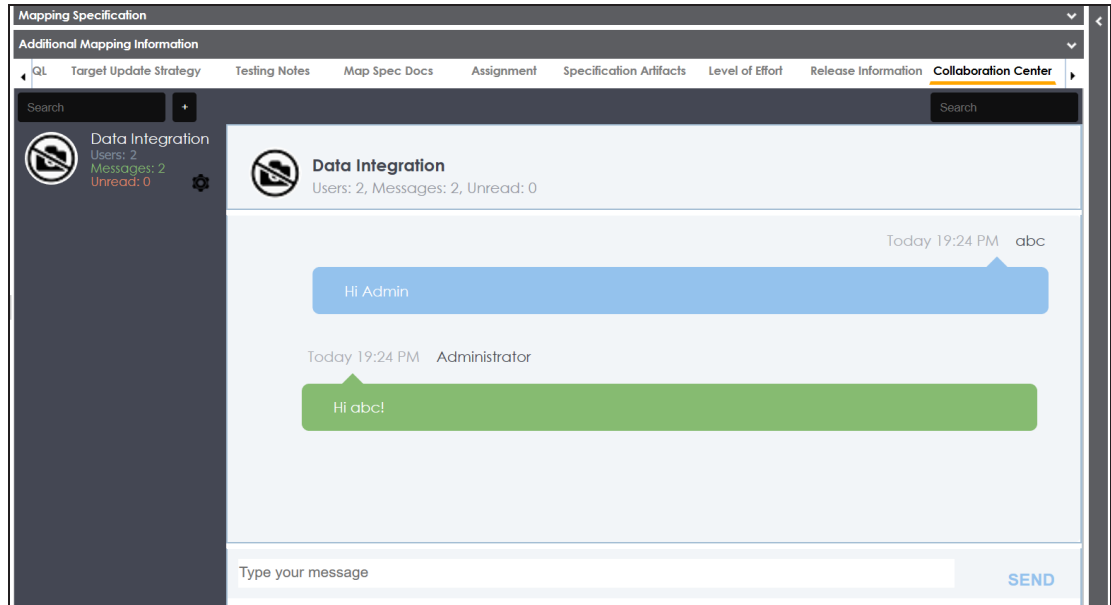 Mapping Specification
Additional Mapping Information
QL Target Update Strategy Testing Notes Map Spec Docs Assignment Specification Artifacts Level of Effort Release Information Collaboration Center
Search + Search
Data Integration
Users: 2
Messages: 2
Unread: 0
Data Integration
Users: 2, Messages: 2, Unread: 0
Today 19:24 PM abc
Hi Admin
Today 19:24 PM Administrator
Hi abc!
Type your message SEND